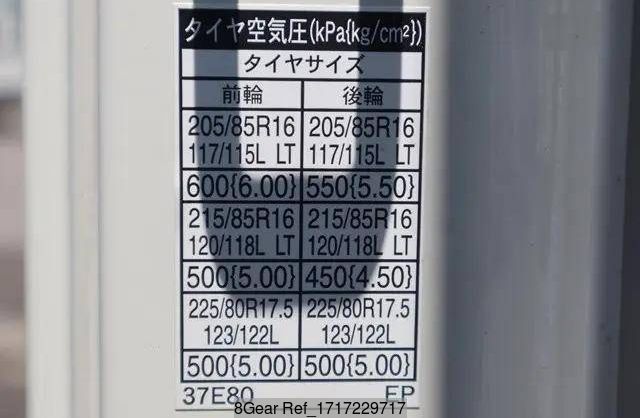 タイヤ空気圧(kPa{kg/cm²})
タイヤサイズ
前輪 後輪
205/85R16 205/85R16
117/115L LT 117/115L LT
600{6.00} 550{5.50}
215/85R16 215/85R16
120/118L LT 120/118L LT
500{5.00} 450{4.50}
225/80R17.5 225/80R17.5
123/122L 123/122L
500{5.00} 500{5.00}
37E80 EP
8Gear Ref_1717229717